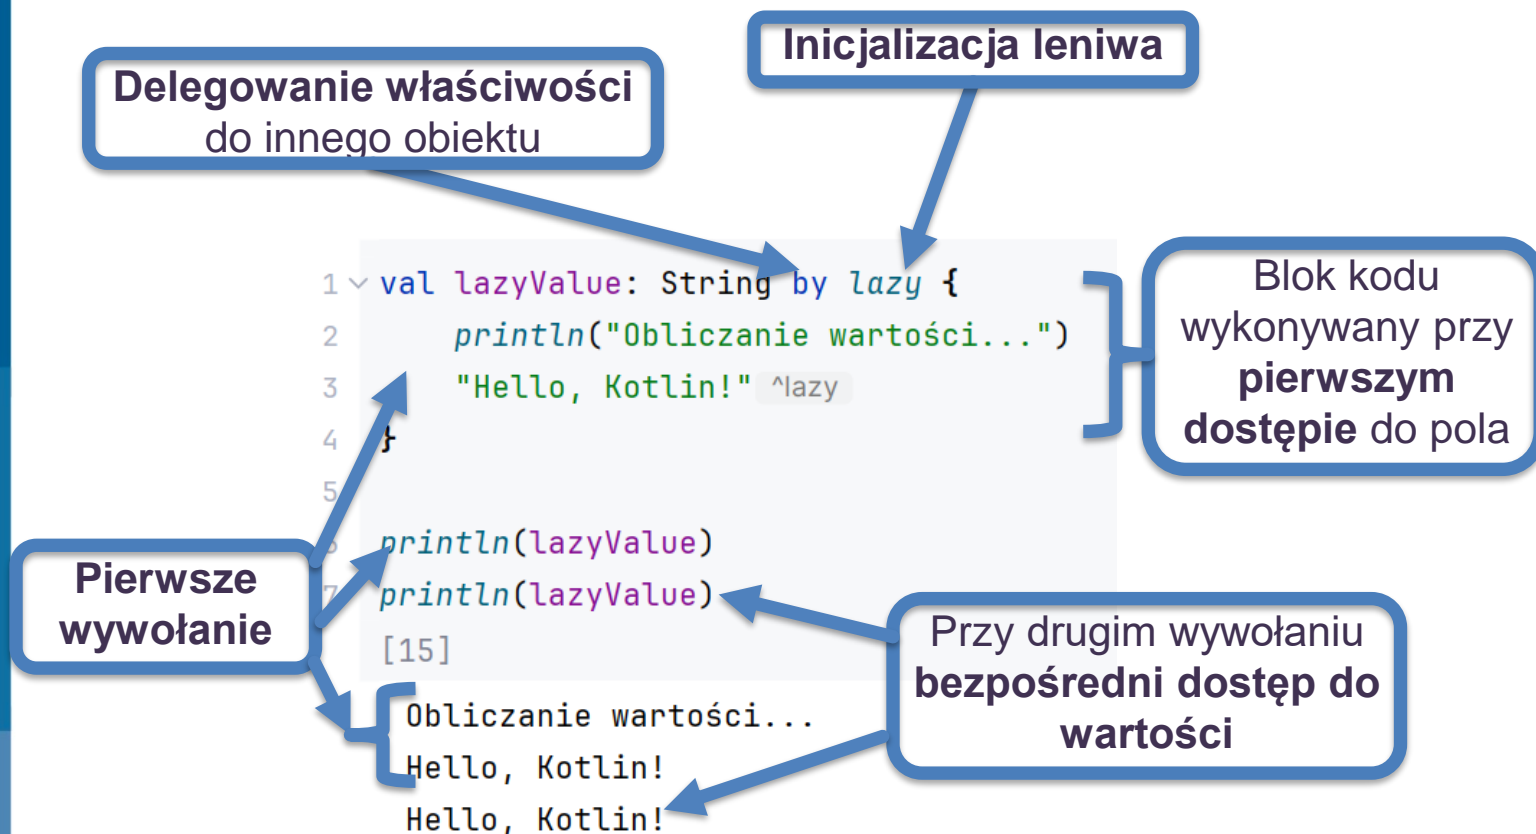 Inicjalizacja leniwa
Delegowanie właściwości
do innego obiektu
1 val lazyValue: String by lazy {
2 println("Obliczanie wartości...")
3 "Hello, Kotlin!" ^lazy
4 }
5
6 println(lazyValue)
7 println(lazyValue)
[15]
Obliczanie wartości...
Hello, Kotlin!
Hello, Kotlin!
Blok kodu
wykonywany przy
pierwszym
dostępie do pola
Pierwsze
wywołanie
Przy drugim wywołaniu
bezpośredni dostęp do
wartości